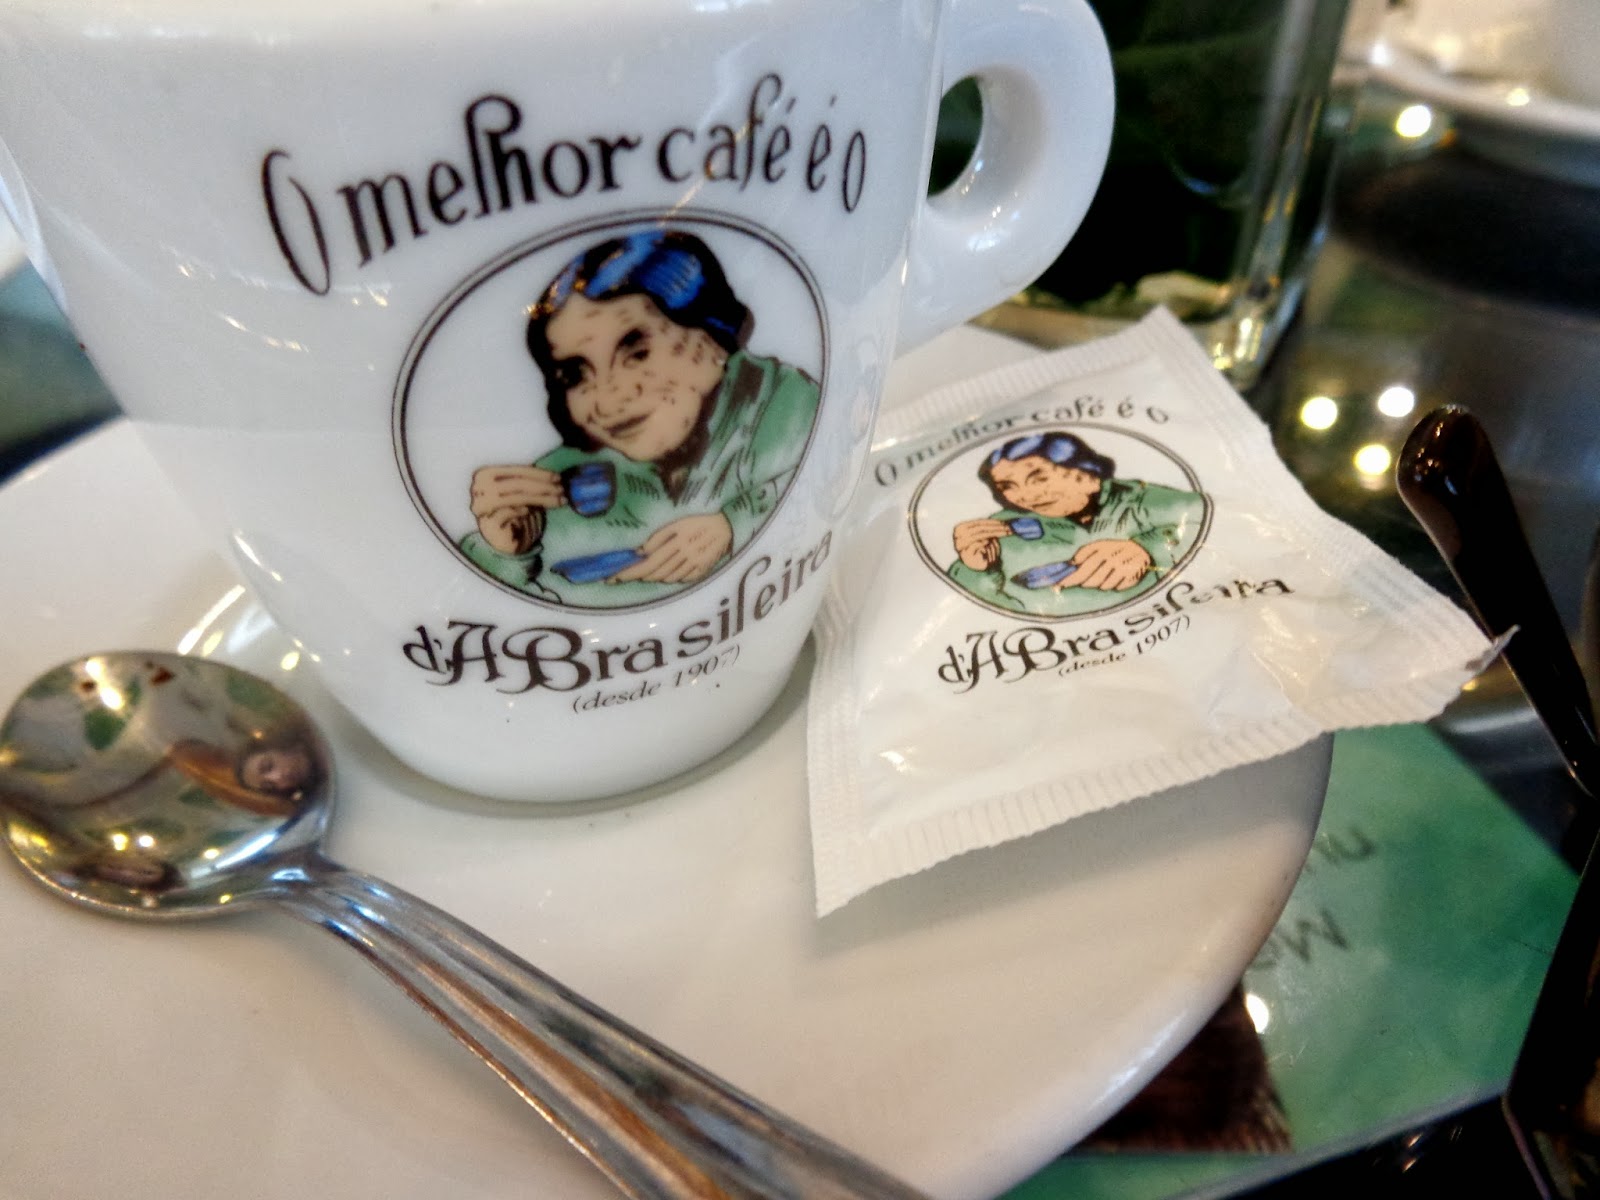 O melhor café é o
d'A Brasileira
(desde 1907)
O melhor café é o
d'A Brasileira
(desde 1907)